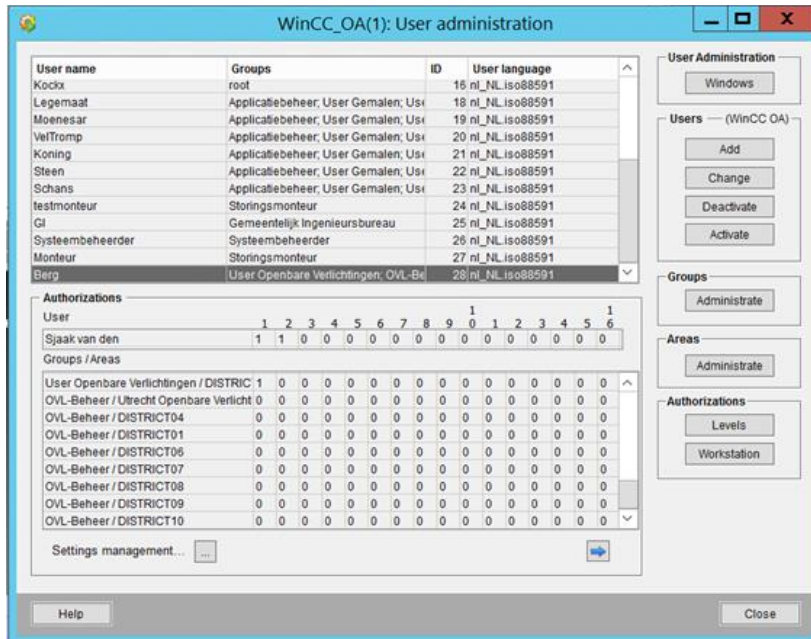 WinCC_OA(1): User administration
User name Groups ID User language
Kockx root 16 nl_NL.iso88591
Legemaat Applicatiebeheer; User Gemalen; Use 18 nl_NL.iso88591
Moenesar Applicatiebeheer; User Gemalen; Use 19 nl_NL.iso88591
VelTromp Applicatiebeheer; User Gemalen; Use 20 nl_NL.iso88591
Koning Applicatiebeheer; User Gemalen; Use 21 nl_NL.iso88591
Steen Applicatiebeheer; User Gemalen; Use 22 nl_NL.iso88591
Schans Applicatiebeheer; User Gemalen; Use 23 nl_NL.iso88591
testmonteur Storingsmonteur 24 nl_NL.iso88591
GI Gemeentelijk Ingenieursbureau 25 nl_NL.iso88591
Systeembeheerder Systeembeheerder 26 nl_NL.iso88591
Monteur Storingsmonteur 27 nl_NL.iso88591
Berg User Openbare Verlichtingen; OVL-Be 28 nl_NL.iso88591
Authorizations
User 1 2 3 4 5 6 7 8 9 10 1 2 3 4 5 16
Sjaak van den 1 1 0 0 0 0 0 0 0 0 0 0 0 0 0 0
Groups / Areas
User Openbare Verlichtingen / DISTRIC 1 0 0 0 0 0 0 0 0 0 0 0 0 0 0 0
OVL-Beheer / Utrecht Openbare Verlicht 0 0 0 0 0 0 0 0 0 0 0 0 0 0 0 0
OVL-Beheer / DISTRICT04 0 0 0 0 0 0 0 0 0 0 0 0 0 0 0 0
OVL-Beheer / DISTRICT01 0 0 0 0 0 0 0 0 0 0 0 0 0 0 0 0
OVL-Beheer / DISTRICT06 0 0 0 0 0 0 0 0 0 0 0 0 0 0 0 0
OVL-Beheer / DISTRICT07 0 0 0 0 0 0 0 0 0 0 0 0 0 0 0 0
OVL-Beheer / DISTRICT08 0 0 0 0 0 0 0 0 0 0 0 0 0 0 0 0
OVL-Beheer / DISTRICT09 0 0 0 0 0 0 0 0 0 0 0 0 0 0 0 0
OVL-Beheer / DISTRICT10 0 0 0 0 0 0 0 0 0 0 0 0 0 0 0 0
Settings management... ...
User Administration
Windows
Users (WinCC OA)
Add
Change
Deactivate
Activate
Groups
Administrate
Areas
Administrate
Authorizations
Levels
Workstation
Help
Close